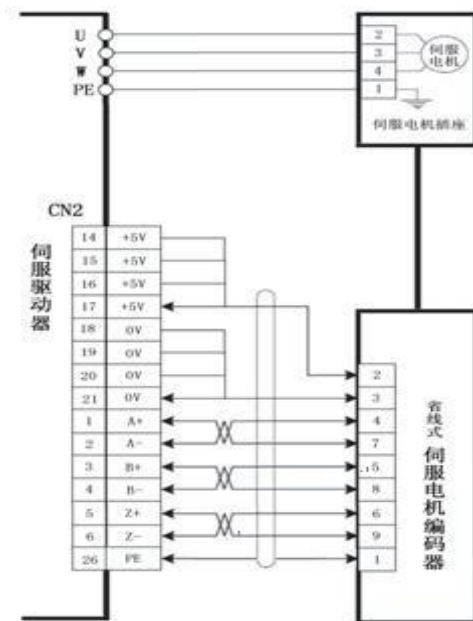 U
V
W
PE
2
3
4
1
伺服
电机
伺服电机插座
CN2
伺服驱动器
14 +5V
15 +5V
16 +5V
17 +5V
18 0V
19 0V
20 0V
21 0V
1 A+
2 A-
3 B+
4 B-
5 Z+
6 Z-
26 PE
2
3
4
7
5
8
6
9
1
省线式
伺服电机编码器